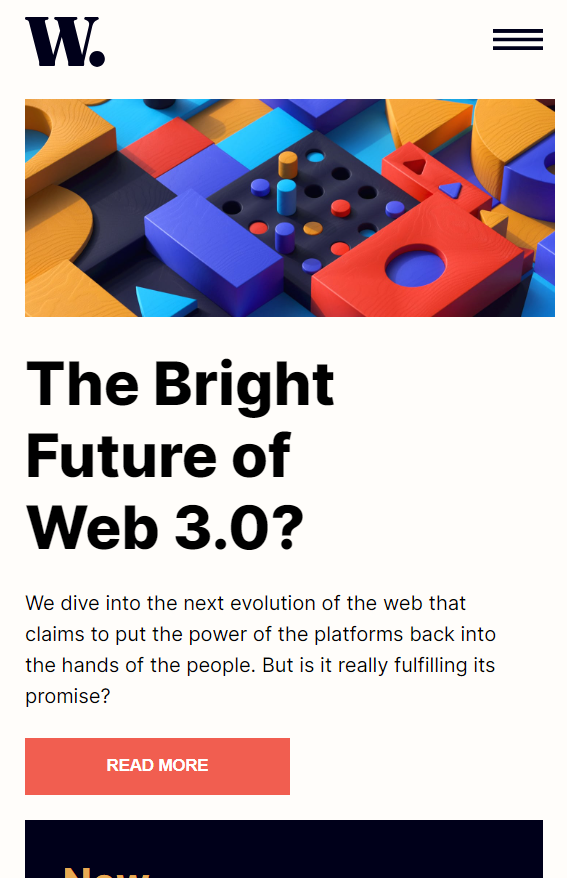 W.
The Bright
Future of
Web 3.0?
We dive into the next evolution of the web that
claims to put the power of the platforms back into
the hands of the people. But is it really fulfilling its
promise?
READ MORE
New